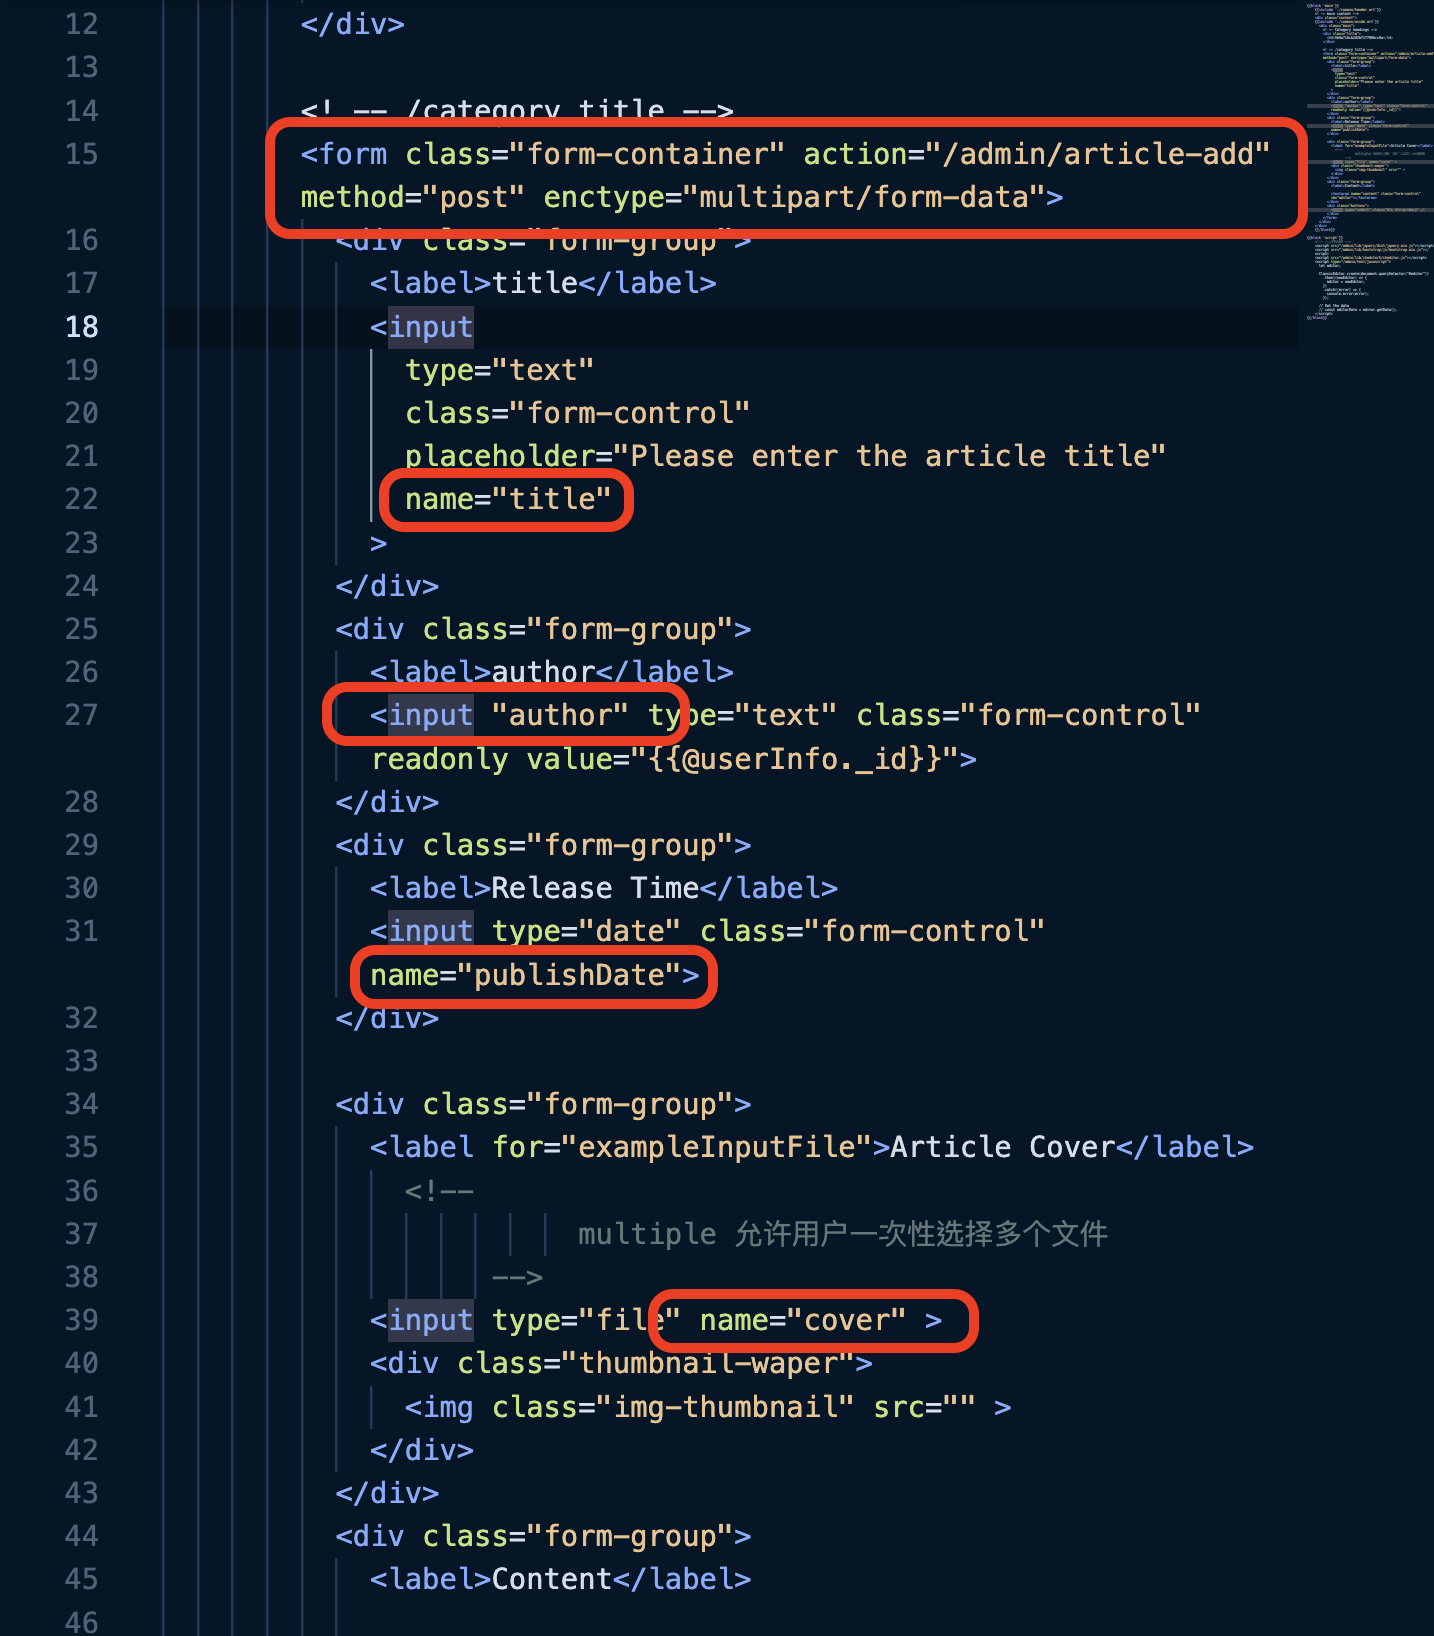 12 </div>
13
14 <! -- /category title -->
15 <form class="form-container" action="/admin/article-add"
method="post" enctype="multipart/form-data">
16 <div class="form-group">
17 <label>title</label>
18 <input
19 type="text"
20 class="form-control"
21 placeholder="Please enter the article title"
22 name="title"
23 >
24 </div>
25 <div class="form-group">
26 <label>author</label>
27 <input "author" type="text" class="form-control"
readonly value="{{@userInfo._id}}">
28 </div>
29 <div class="form-group">
30 <label>Release Time</label>
31 <input type="date" class="form-control"
name="publishDate">
32 </div>
33
34 <div class="form-group">
35 <label for="exampleInputFile">Article Cover</label>
36 <!--
37 multiple 允许用户一次性选择多个文件
38 -->
39 <input type="file" name="cover" >
40 <div class="thumbnail-waper">
41 <img class="img-thumbnail" src="" >
42 </div>
43 </div>
44 <div class="form-group">
45 <label>Content</label>
46